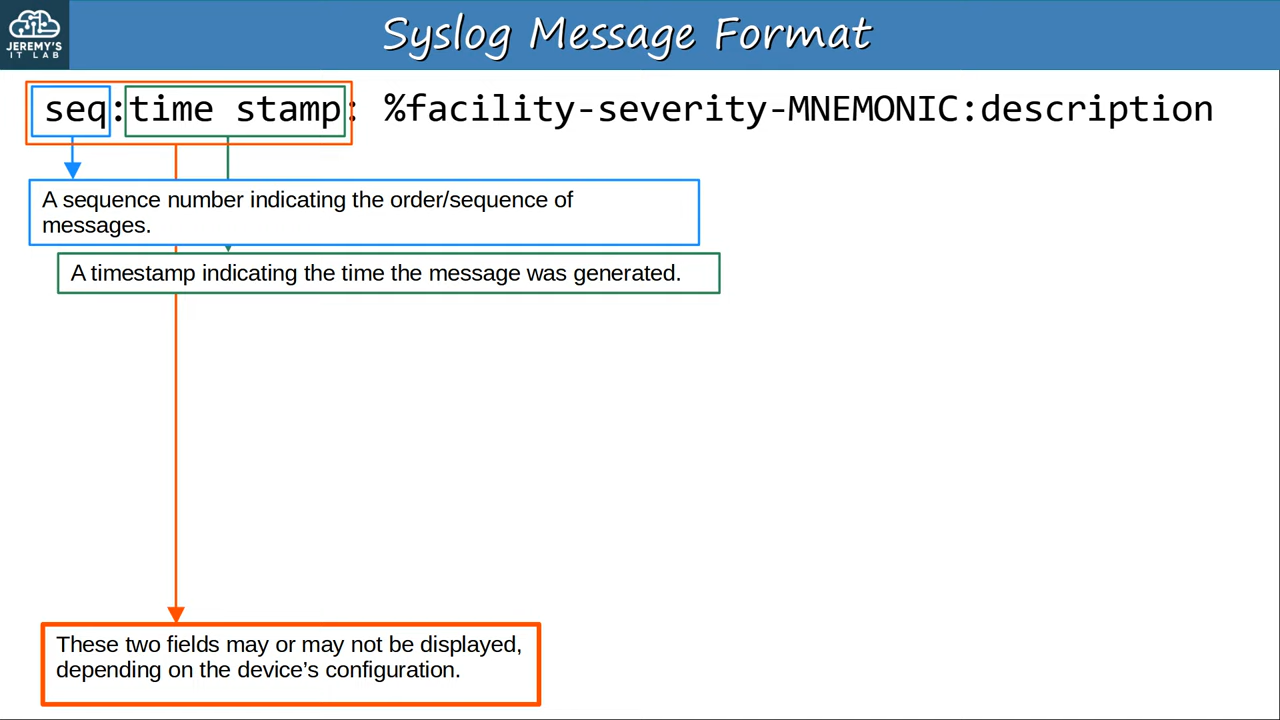 JEREMY'S
IT LAB
Syslog Message Format
seq:time stamp: %facility-severity-MNEMONIC:description
A sequence number indicating the order/sequence of
messages.
A timestamp indicating the time the message was generated.
These two fields may or may not be displayed,
depending on the device’s configuration.